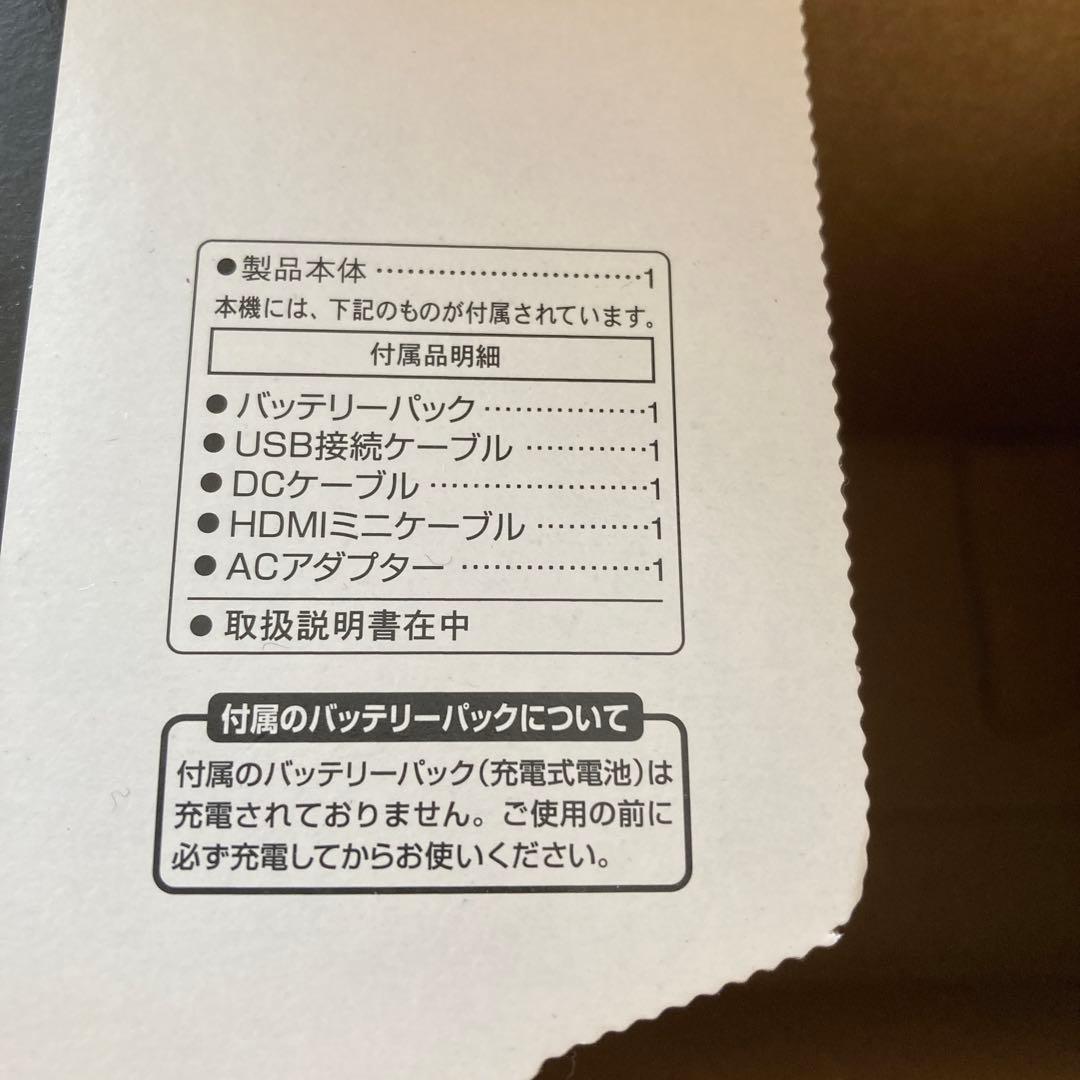 ●製品本体…………………………1
本機には、下記のものが付属されています。
付属品明細
●バッテリーパック………………1
●USB接続ケーブル…………1
●DCケーブル……………………1
●HDMIミニケーブル…………1
●ACアダプター…………………1
●取扱説明書在中
付属のバッテリーパックについて
付属のバッテリーパック(充電式電池)は
充電されておりません。ご使用の前に
必ず充電してからお使いください。